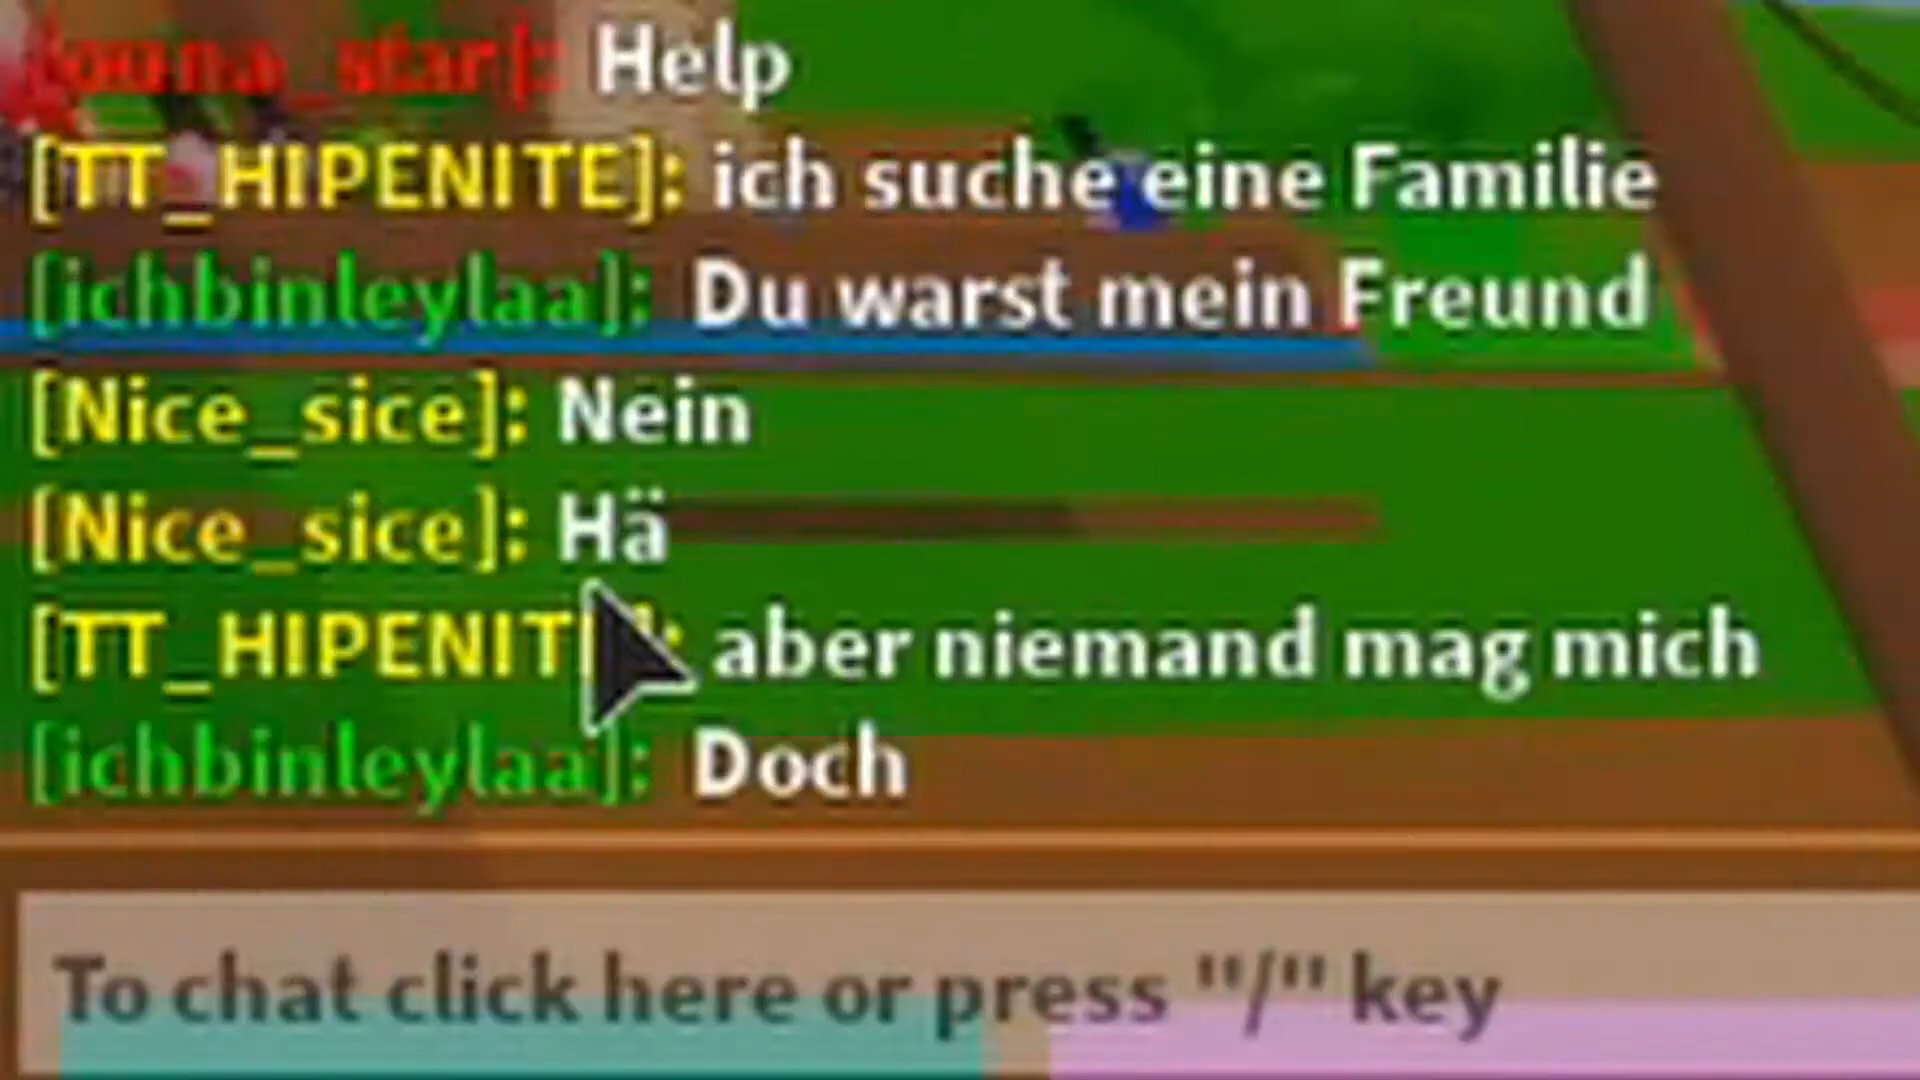 Help
[TT_HIPENITE]: ich suche eine Familie
[ichbinleylaa]: Du warst mein Freund
[Nice_sice]: Nein
[Nice_sice]: Hä
[TT_HIPENIT]: aber niemand mag mich
[ichbinleylaa]: Doch
To chat click here or press "/" key